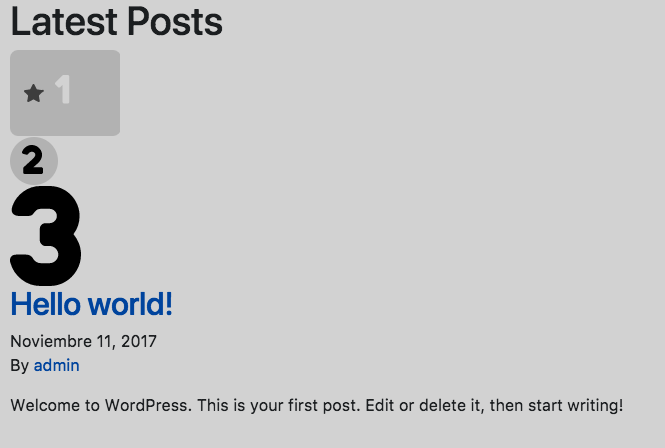 Latest Posts
1
2
3
Hello world!
Noviembre 11, 2017
By admin
Welcome to WordPress. This is your first post. Edit or delete it, then start writing!